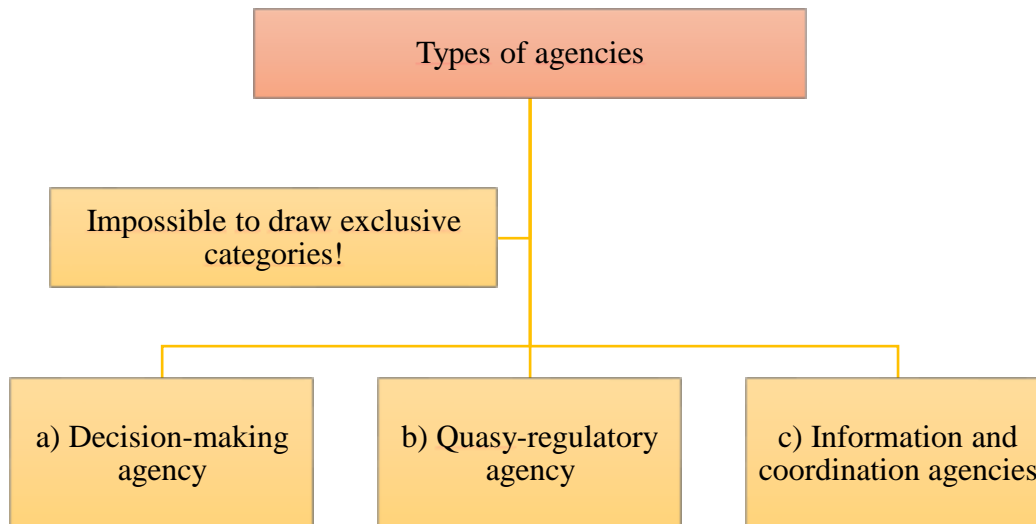 Types of agencies
Impossible to draw exclusive
categories!
a) Decision-making
agency
b) Quasy-regulatory
agency
c) Information and
coordination agencies